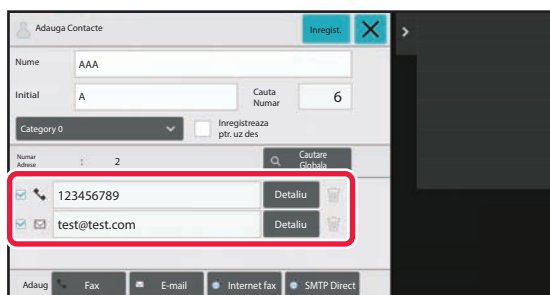 Adauga Contacte Inregist.
Nume AAA
Initial A Cauta Numar 6
Category 0 Inregistreaza ptr. uz des
Numar Adrese : 2 Cautare Globala
123456789 Detaliu
test@test.com Detaliu
Adaug Fax E-mail Internet fax SMTP Direct